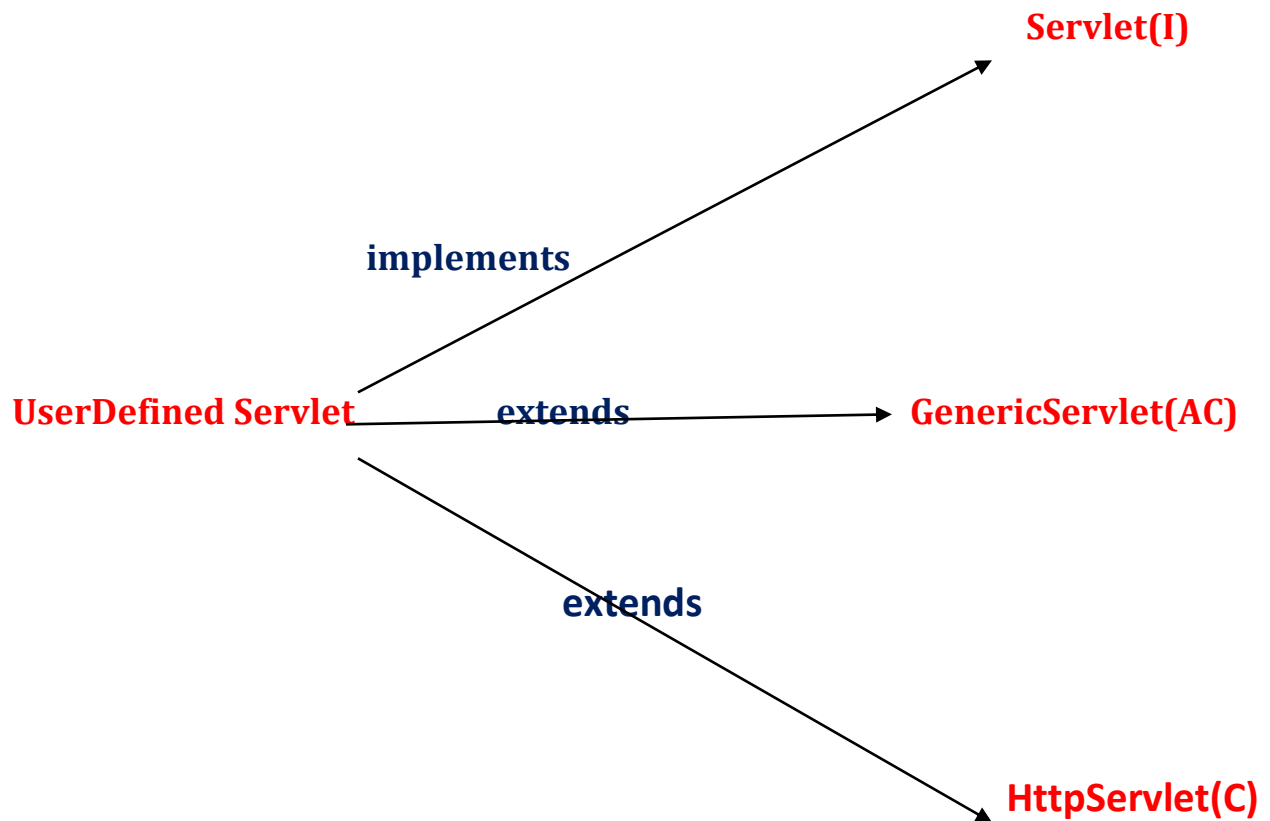 Servlet(I)
implements
UserDefined Servlet
extends
GenericServlet(AC)
extends
HttpServlet(C)